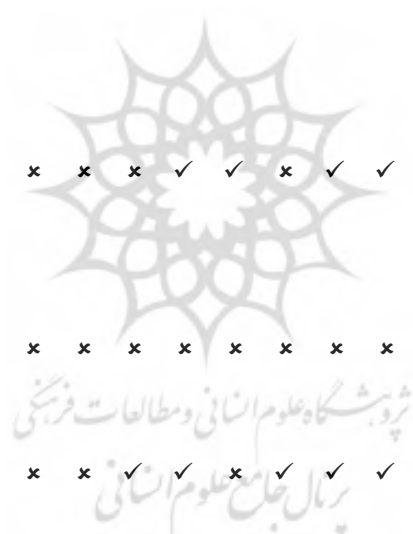 × × × ✓ ✓ × ✓ ✓
× × × × × × × ×
پژوهشگاه علوم انسانی و مطالعات فرهنگی
× × ✓ ✓ × ✓ ✓ ✓
پرتال جامع علوم انسانی